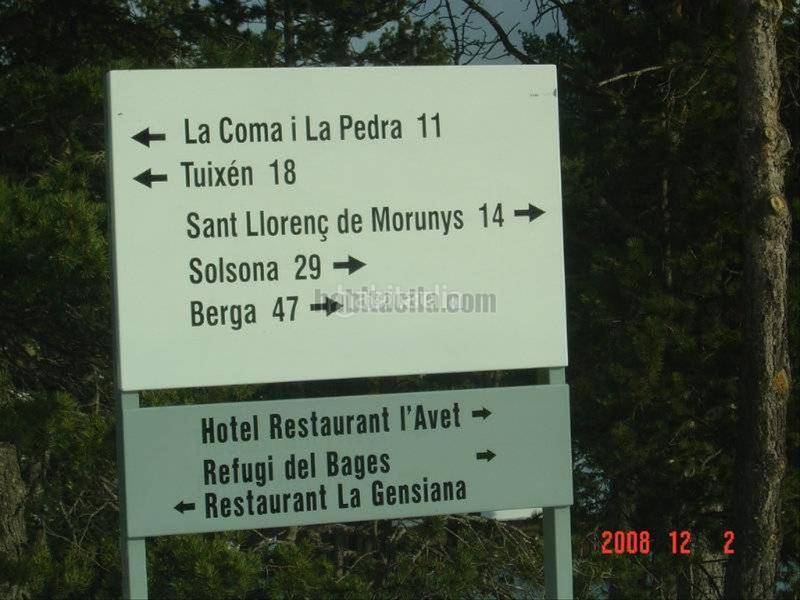 ← La Coma i La Pedra 11
← Tuixén 18
Sant Llorenç de Morunys 14 →
Solsona 29 →
Berga 47 →
Hotel Restaurant l'Avet →
Refugi del Bages →
← Restaurant La Gensiana
2008 12 2